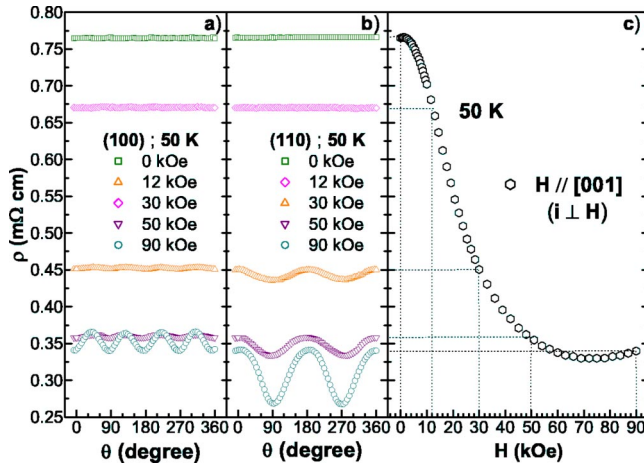 a)
b)
c)
0.80
0.75
0.70
0.65
0.60
0.55
0.50
0.45
0.40
0.35
0.30
0.25
ρ (mΩ cm)
(100) ; 50 K
0 kOe
12 kOe
30 kOe
50 kOe
90 kOe
(110) ; 50 K
0 kOe
12 kOe
30 kOe
50 kOe
90 kOe
50 K
H // [001]
(i ⊥ H)
0 90 180 270 360
0 90 180 270 360
0 10 20 30 40 50 60 70 80 90
θ (degree)
θ (degree)
H (kOe)